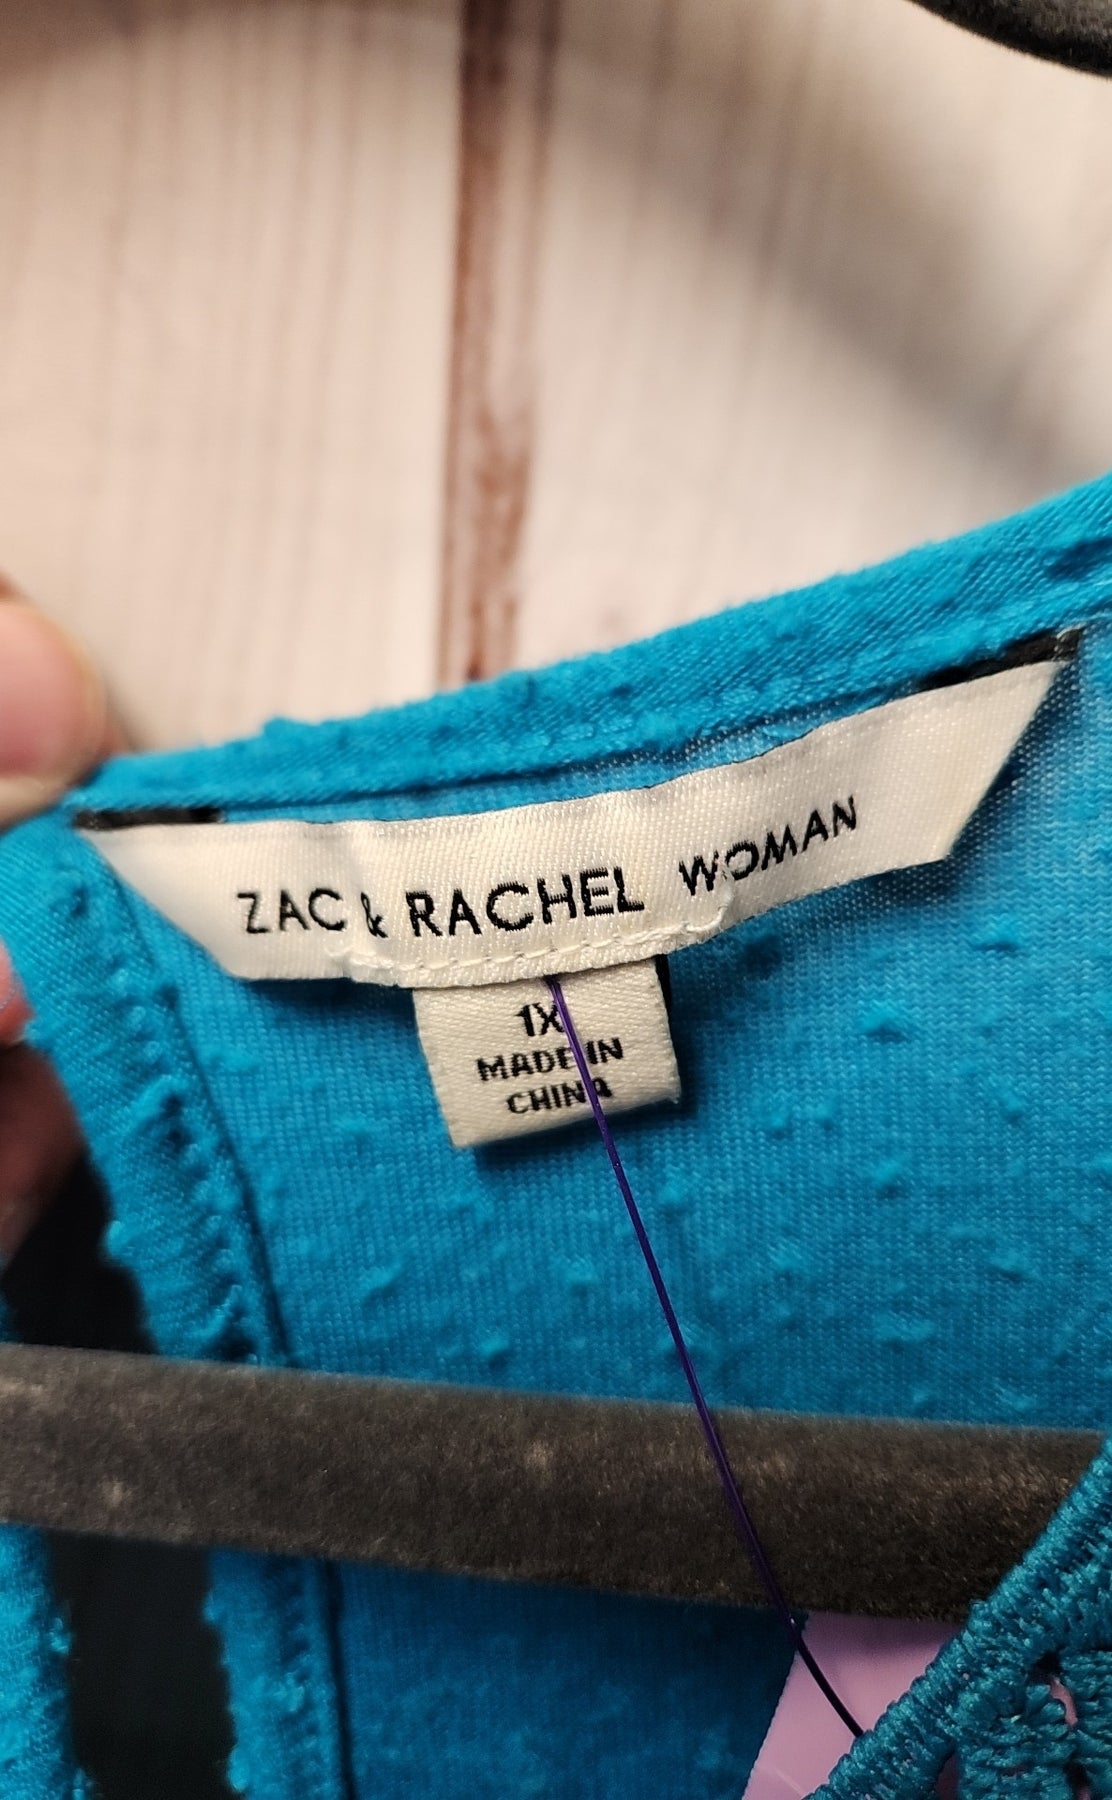 ZAC & RACHEL WOMAN
1X
MADE IN
CHINA